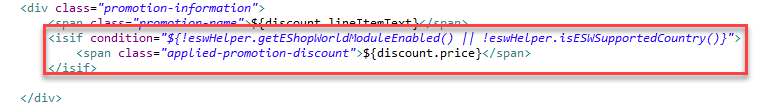 <div class="promotion-information">
<span class="promotion-name">${discount.lineItemText}</span>
<isif condition="${!eswHelper.getEShopWorldModuleEnabled() || !eswHelper.isESWSupportedCountry()}">
<span class="applied-promotion-discount">${discount.price}</span>
</isif>
</div>